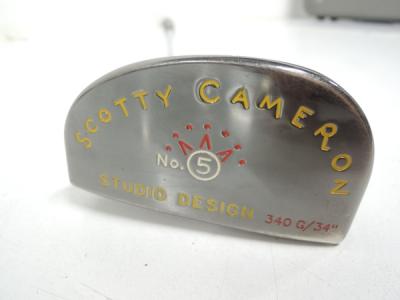 SCOTTY CAMERON
No. 5
STUDIO DESIGN 340 G/34"